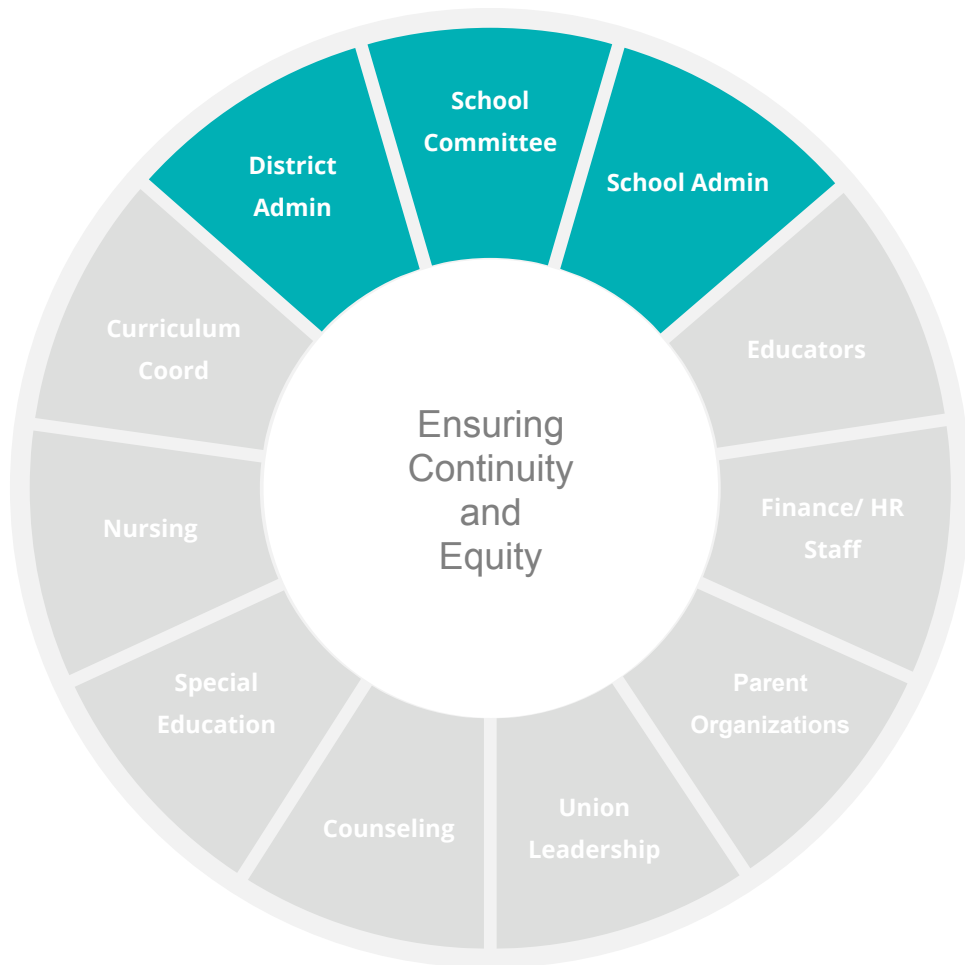 School
Committee
District
Admin
School Admin
Curriculum
Coord
Educators
Ensuring
Continuity
and
Equity
Nursing
Finance/ HR
Staff
Special
Education
Parent
Organizations
Counseling
Union
Leadership